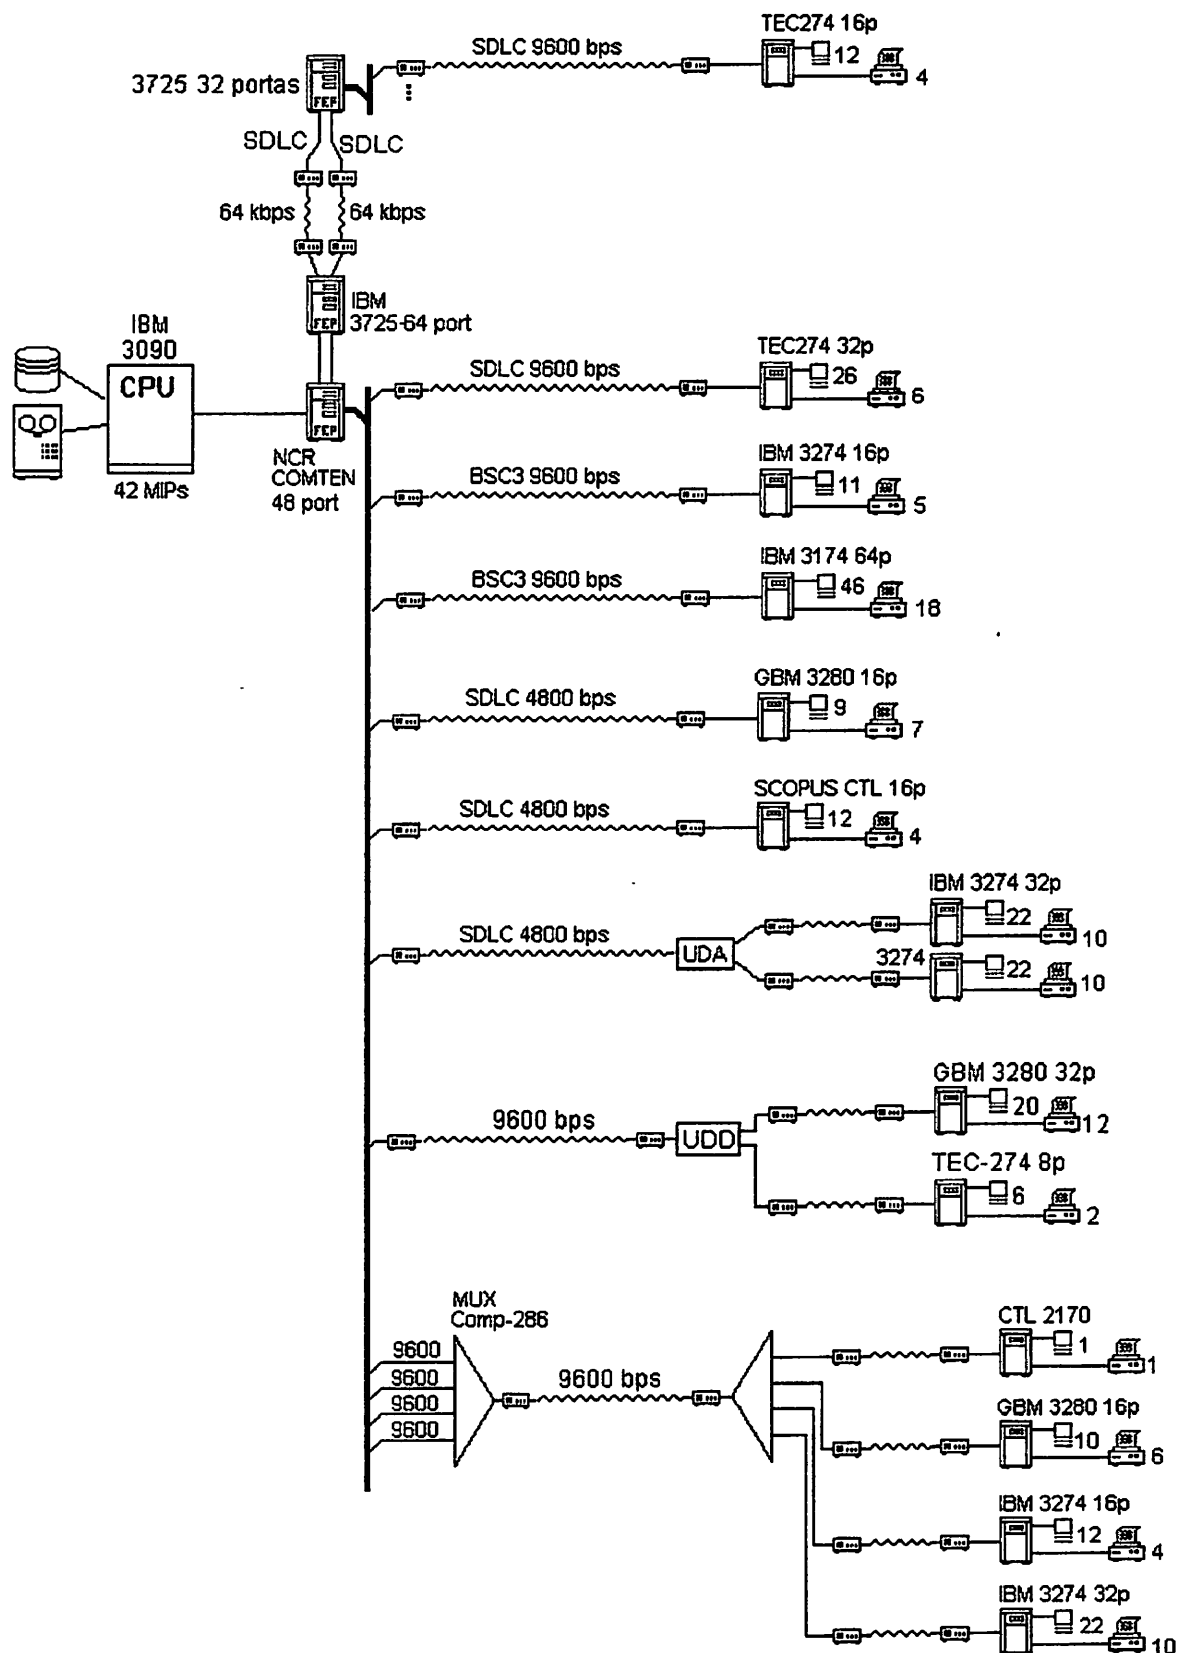 TEC274 16p
SDLC 9600 bps
12
4
3725 32 portas
FEP
SDLC
SDLC
64 kbps
64 kbps
IBM
3725-64 port
FEP
IBM
3090
CPU
42 MIPs
FEP
NCR
COMTEN
48 port
TEC274 32p
SDLC 9600 bps
26
6
IBM 3274 16p
BSC3 9600 bps
11
5
IBM 3174 64p
BSC3 9600 bps
46
18
GBM 3280 16p
SDLC 4800 bps
9
7
SCOPUS CTL 16p
SDLC 4800 bps
12
4
IBM 3274 32p
22
10
SDLC 4800 bps
UDA
3274
22
10
GBM 3280 32p
20
12
9600 bps
UDD
TEC-274 8p
6
2
MUX
Comp-286
9600
9600
9600
9600
9600 bps
CTL 2170
1
1
GBM 3280 16p
10
6
IBM 3274 16p
12
4
IBM 3274 32p
22
10